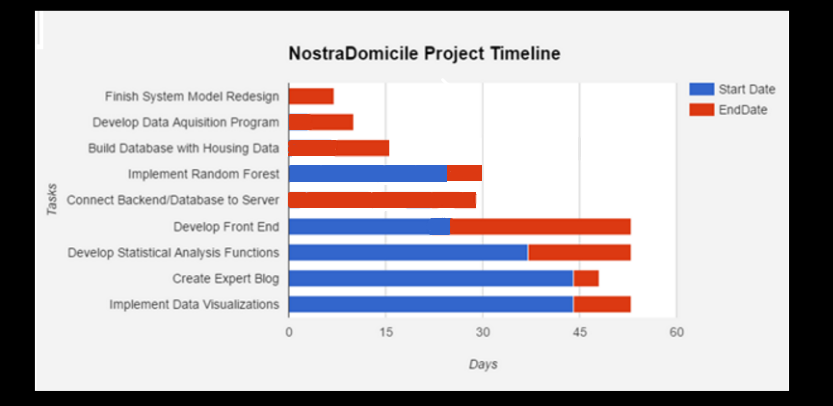 NostraDomicile Project Timeline
Start Date
EndDate
Finish System Model Redesign
Develop Data Aquisition Program
Build Database with Housing Data
Implement Random Forest
Connect Backend/Database to Server
Develop Front End
Develop Statistical Analysis Functions
Create Expert Blog
Implement Data Visualizations
Tasks
0 15 30 45 60
Days